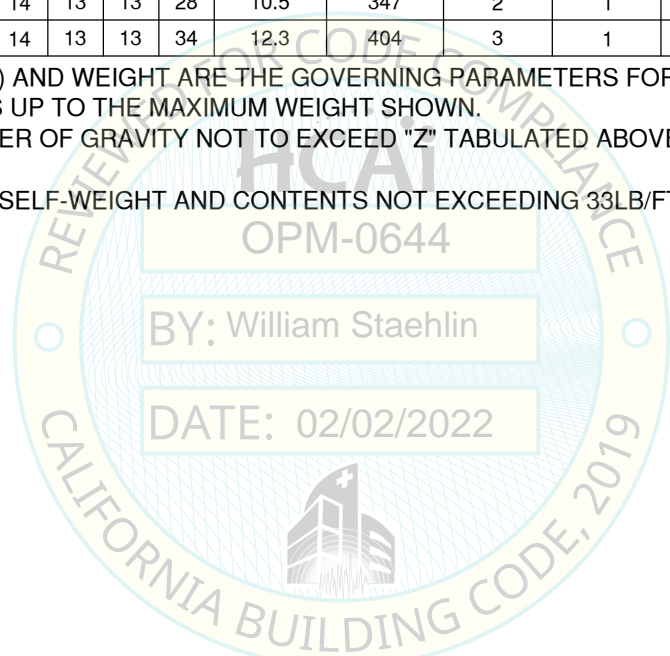 14 13 13 28 10.5 347 2 1
14 13 13 34 12.3 404 3 1
) AND WEIGHT ARE THE GOVERNING PARAMETERS FOR
UP TO THE MAXIMUM WEIGHT SHOWN.
ER OF GRAVITY NOT TO EXCEED "Z" TABULATED ABOVE
SELF-WEIGHT AND CONTENTS NOT EXCEEDING 33LB/FT
REVIEWED FOR CODE COMPLIANCE
HCAi
OPM-0644
BY: William Staehlin
DATE: 02/02/2022
CALIFORNIA BUILDING CODE, 2019